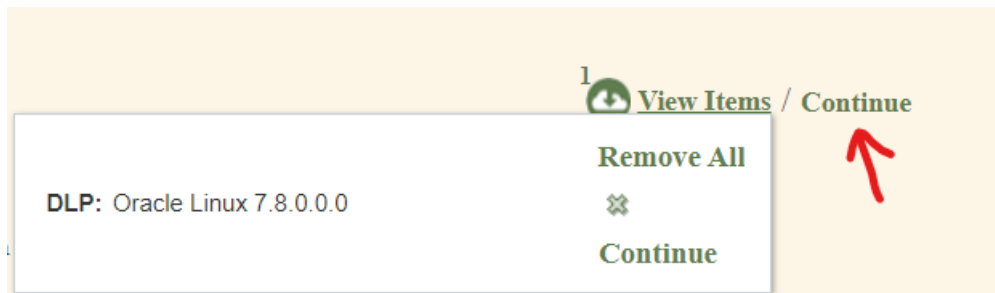 1
View Items / Continue
Remove All
DLP: Oracle Linux 7.8.0.0.0
Continue